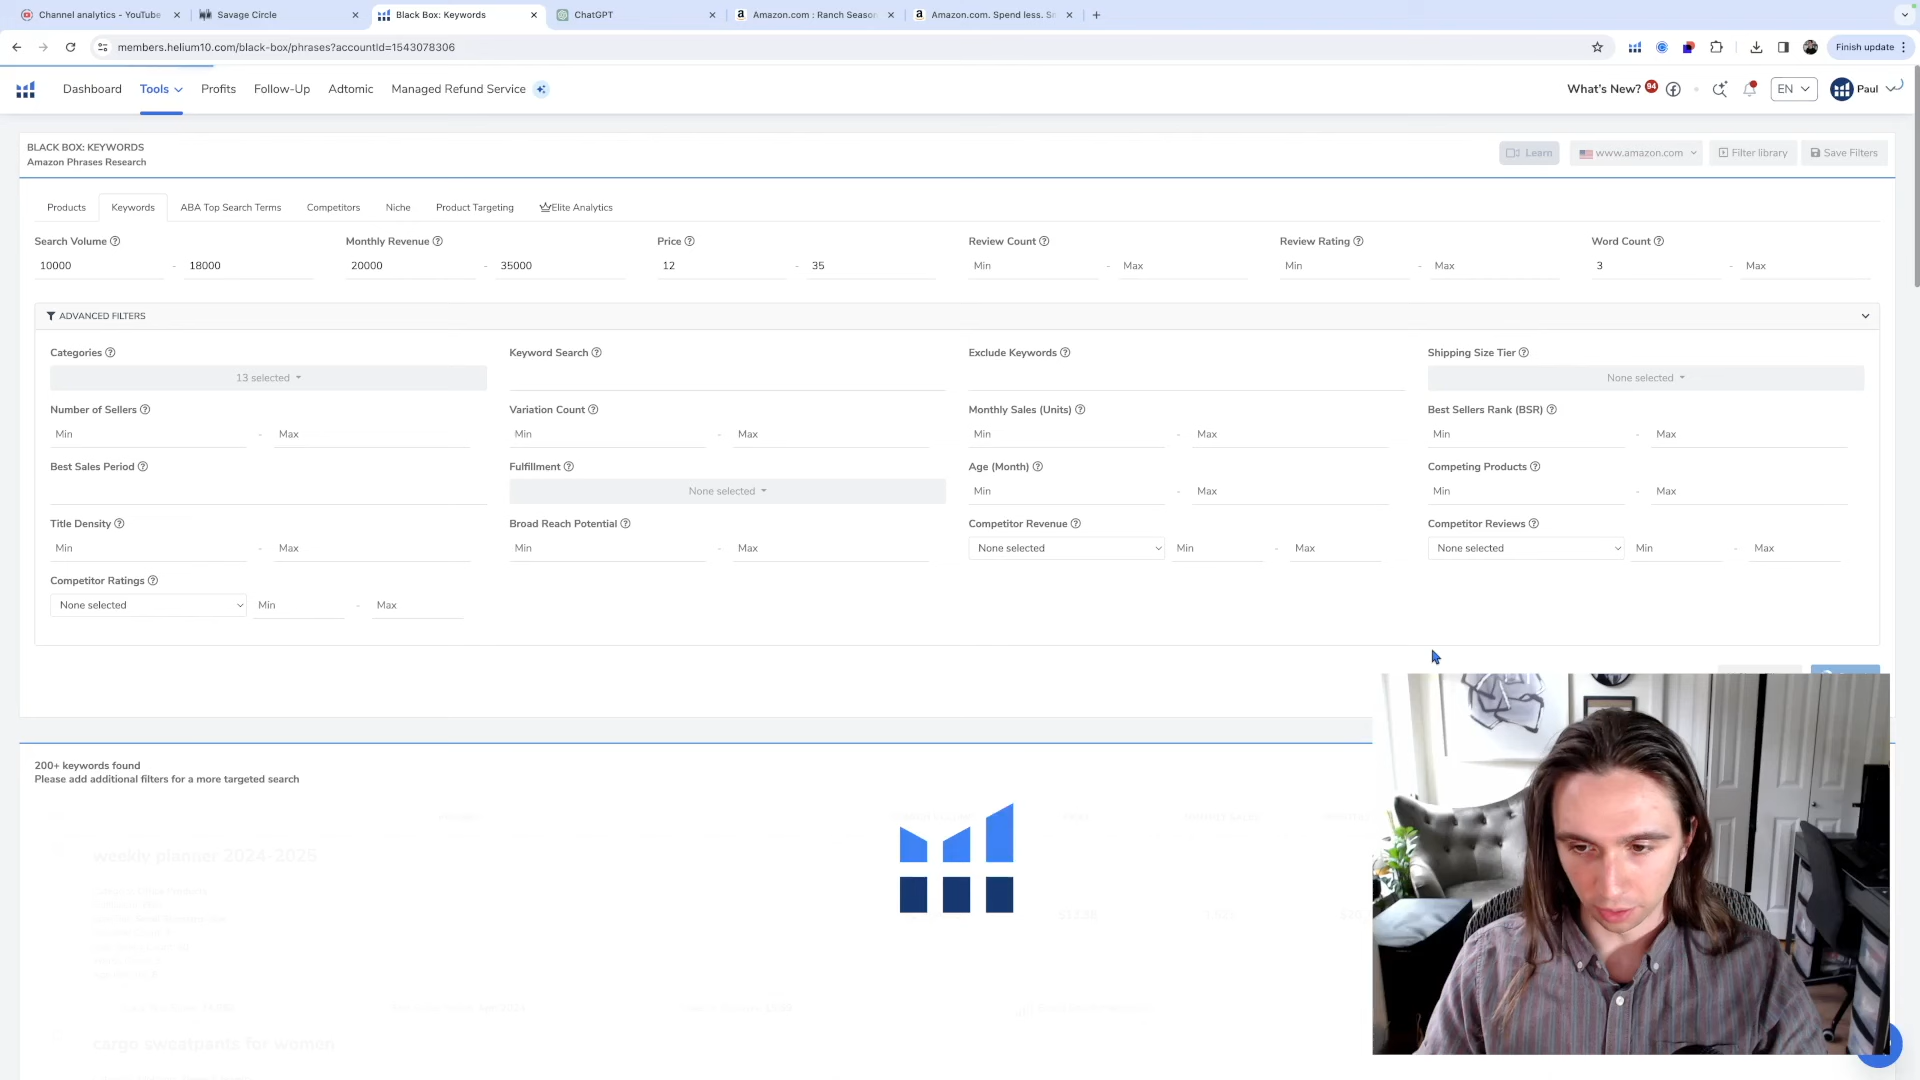 Channel analytics - YouTube
Savage Circle
Black Box: Keywords
ChatGPT
Amazon.com : Ranch Season
Amazon.com. Spend less. Sm
members.helium10.com/black-box/phrases?accountId=1543078306
Finish update
Dashboard
Tools
Profits
Follow-Up
Adtomic
Managed Refund Service
What's New?
94
EN
Paul
BLACK BOX: KEYWORDS
Amazon Phrases Research
Learn
www.amazon.com
Filter library
Save Filters
Products
Keywords
ABA Top Search Terms
Competitors
Niche
Product Targeting
Elite Analytics
Search Volume
Monthly Revenue
Price
Review Count
Review Rating
Word Count
10000 - 18000
20000 - 35000
12 - 35
Min - Max
Min - Max
3 - Max
ADVANCED FILTERS
Categories
Keyword Search
Exclude Keywords
Shipping Size Tier
13 selected
None selected
Number of Sellers
Variation Count
Monthly Sales (Units)
Best Sellers Rank (BSR)
Min - Max
Min - Max
Min - Max
Min - Max
Best Sales Period
Fulfillment
Age (Month)
Competing Products
None selected
Min - Max
Min - Max
Title Density
Broad Reach Potential
Competitor Revenue
Competitor Reviews
Min - Max
Min - Max
None selected
Min - Max
None selected
Min - Max
Competitor Ratings
None selected
Min - Max
200+ keywords found
Please add additional filters for a more targeted search
weekly planner 2024-2025
cargo sweatpants for women